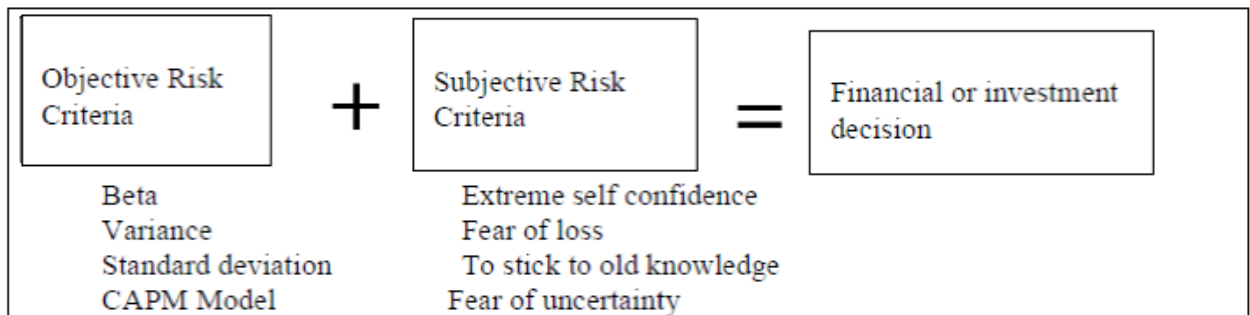 Objective Risk
Criteria
+
Subjective Risk
Criteria
=
Financial or investment
decision
Beta
Variance
Standard deviation
CAPM Model
Extreme self confidence
Fear of loss
To stick to old knowledge
Fear of uncertainty